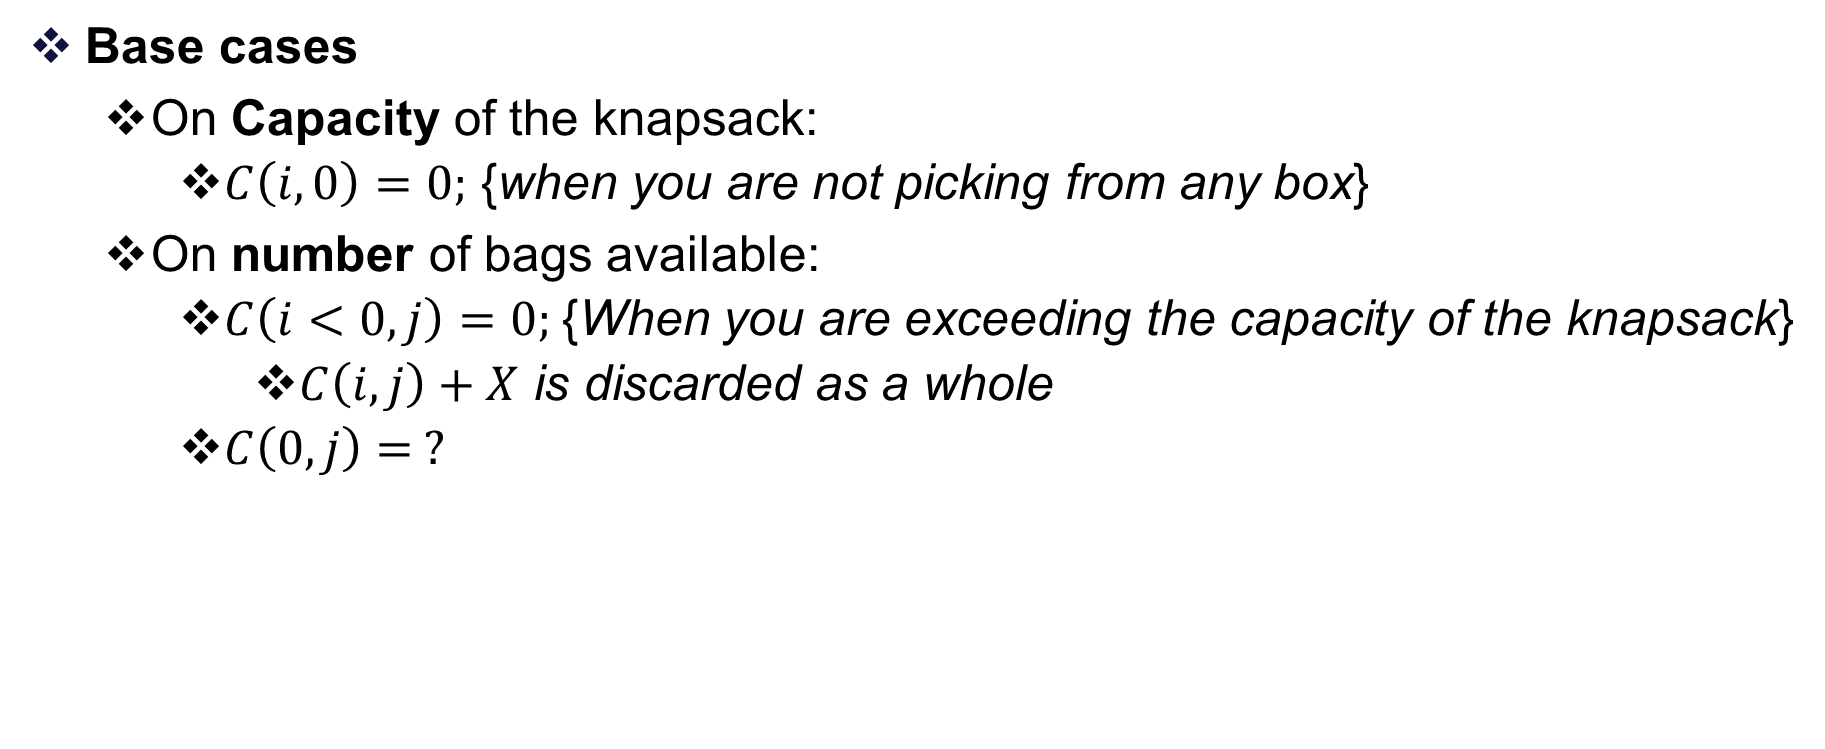 ❖ Base cases
❖On Capacity of the knapsack:
❖C(i, 0) = 0; {when you are not picking from any box}
❖On number of bags available:
❖C(i < 0, j) = 0; {When you are exceeding the capacity of the knapsack}
❖C(i, j) + X is discarded as a whole
❖C(0, j) = ?